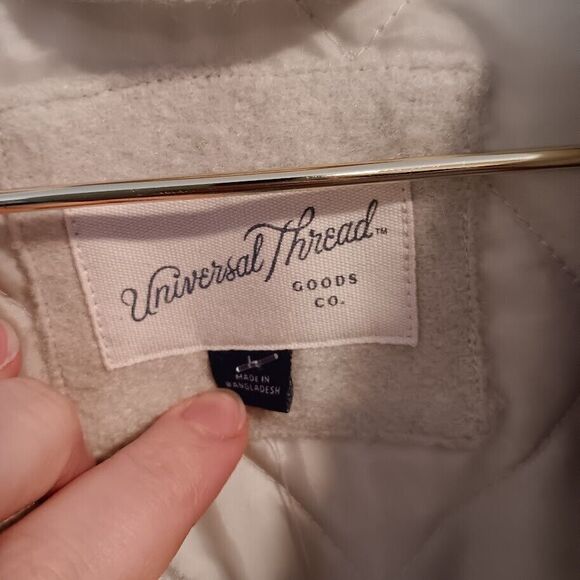 Universal Thread™
GOODS
CO.
L
MADE IN
BANGLADESH